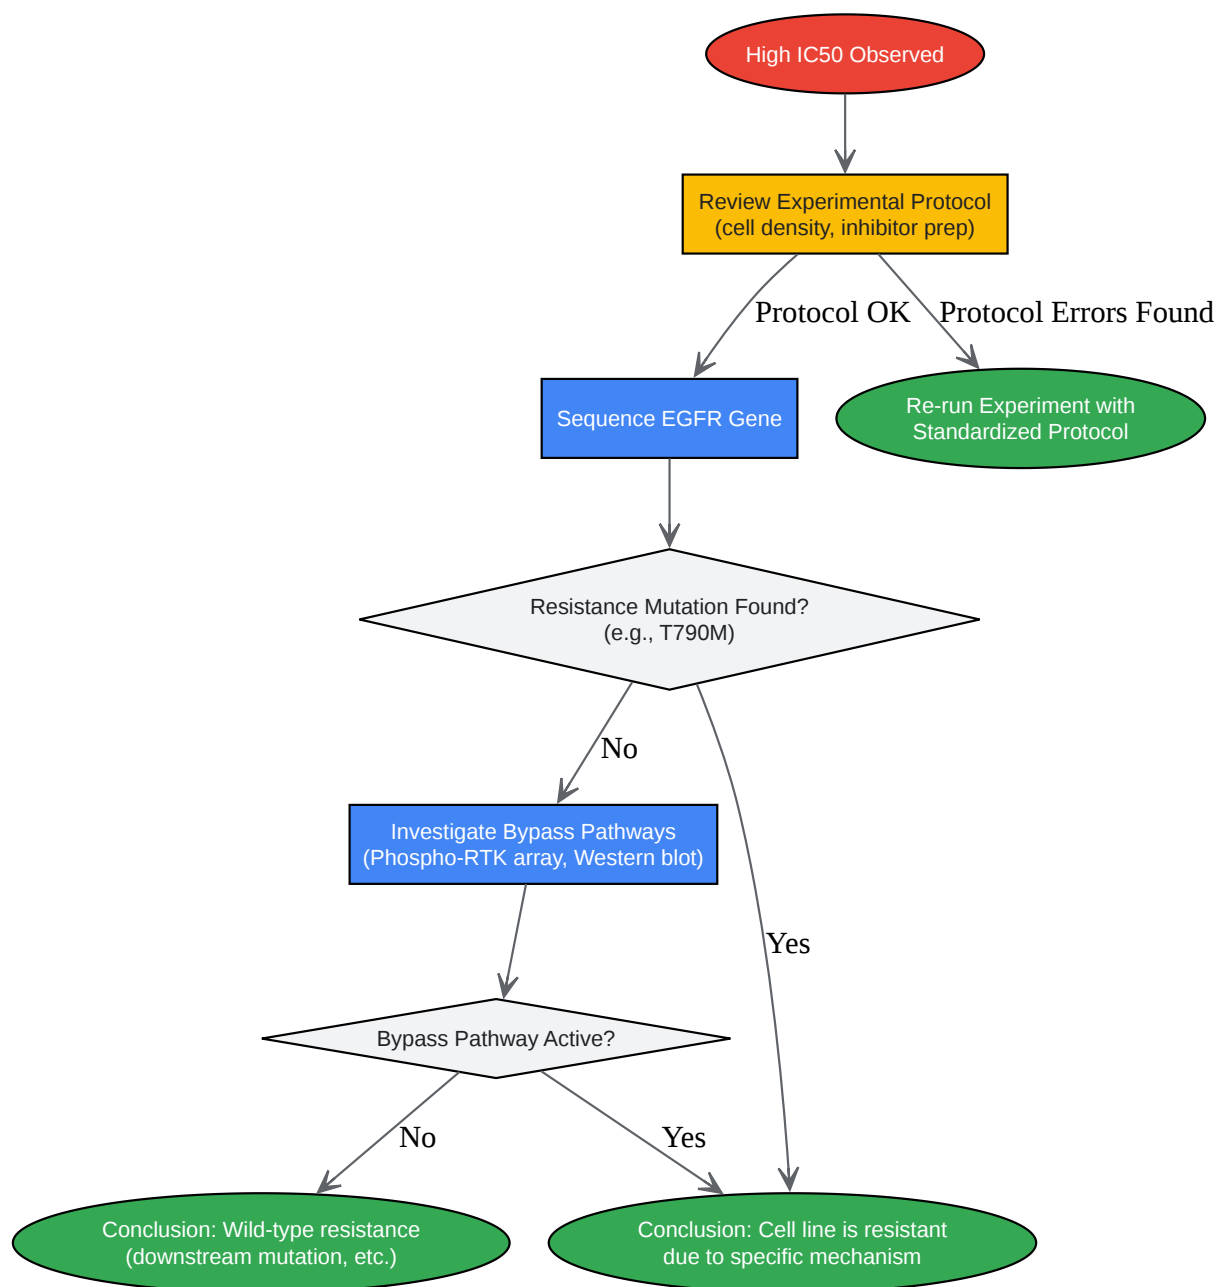 High IC50 Observed
Review Experimental Protocol
(cell density, inhibitor prep)
Protocol OK
Protocol Errors Found
Sequence EGFR Gene
Re-run Experiment with
Standardized Protocol
Resistance Mutation Found?
(e.g., T790M)
No
Investigate Bypass Pathways
(Phospho-RTK array, Western blot)
Yes
Bypass Pathway Active?
No
Yes
Conclusion: Wild-type resistance
(downstream mutation, etc.)
Conclusion: Cell line is resistant
due to specific mechanism